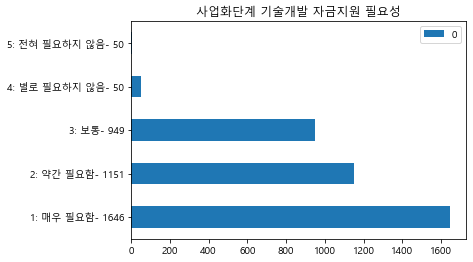 사업화단계 기술개발 자금지원 필요성
0
5: 전혀 필요하지 않음- 50
4: 별로 필요하지 않음- 50
3: 보통- 949
2: 약간 필요함- 1151
1: 매우 필요함- 1646
0 200 400 600 800 1000 1200 1400 1600